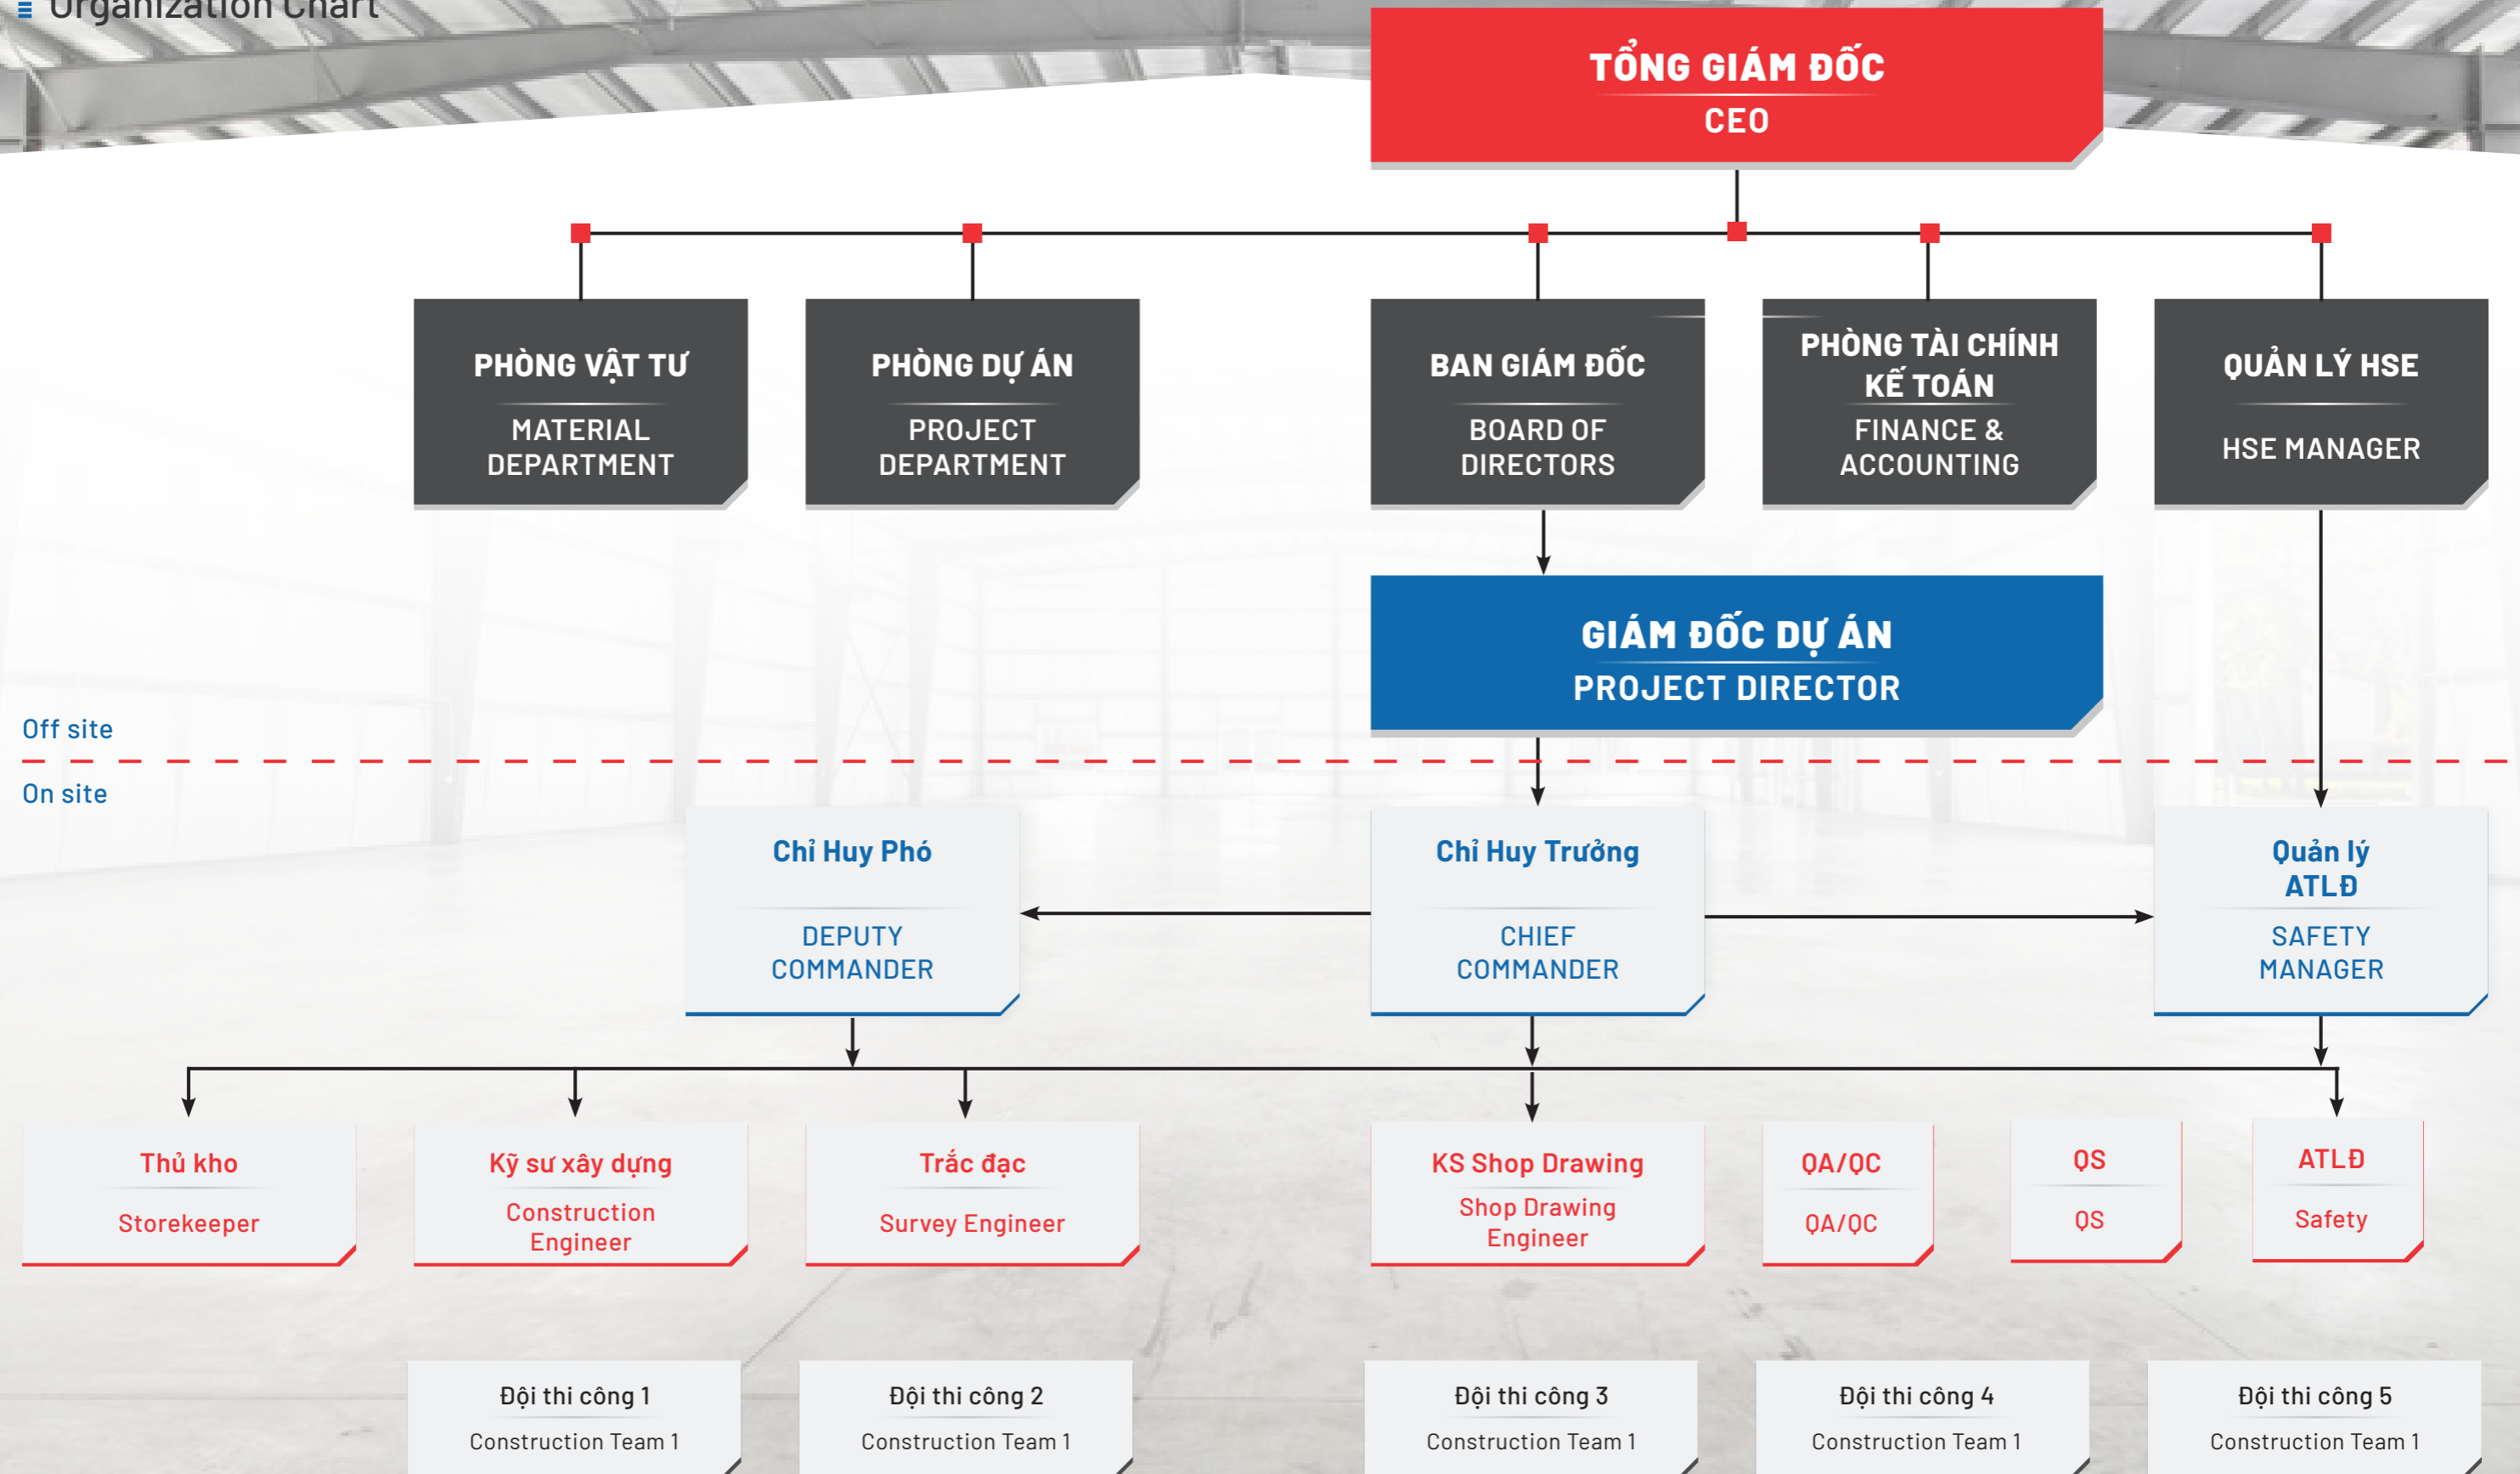 Organization Chart
TỔNG GIÁM ĐỐC
CEO
PHÒNG VẬT TƯ
MATERIAL
DEPARTMENT
PHÒNG DỰ ÁN
PROJECT
DEPARTMENT
BAN GIÁM ĐỐC
BOARD OF
DIRECTORS
PHÒNG TÀI CHÍNH
KẾ TOÁN
FINANCE &
ACCOUNTING
QUẢN LÝ HSE
HSE MANAGER
GIÁM ĐỐC DỰ ÁN
PROJECT DIRECTOR
Off site
On site
Chỉ Huy Phó
DEPUTY
COMMANDER
Chỉ Huy Trưởng
CHIEF
COMMANDER
Quản lý
ATLĐ
SAFETY
MANAGER
Thủ kho
Storekeeper
Kỹ sư xây dựng
Construction
Engineer
Trắc đạc
Survey Engineer
KS Shop Drawing
Shop Drawing
Engineer
QA/QC
QA/QC
QS
QS
ATLĐ
Safety
Đội thi công 1
Construction Team 1
Đội thi công 2
Construction Team 1
Đội thi công 3
Construction Team 1
Đội thi công 4
Construction Team 1
Đội thi công 5
Construction Team 1